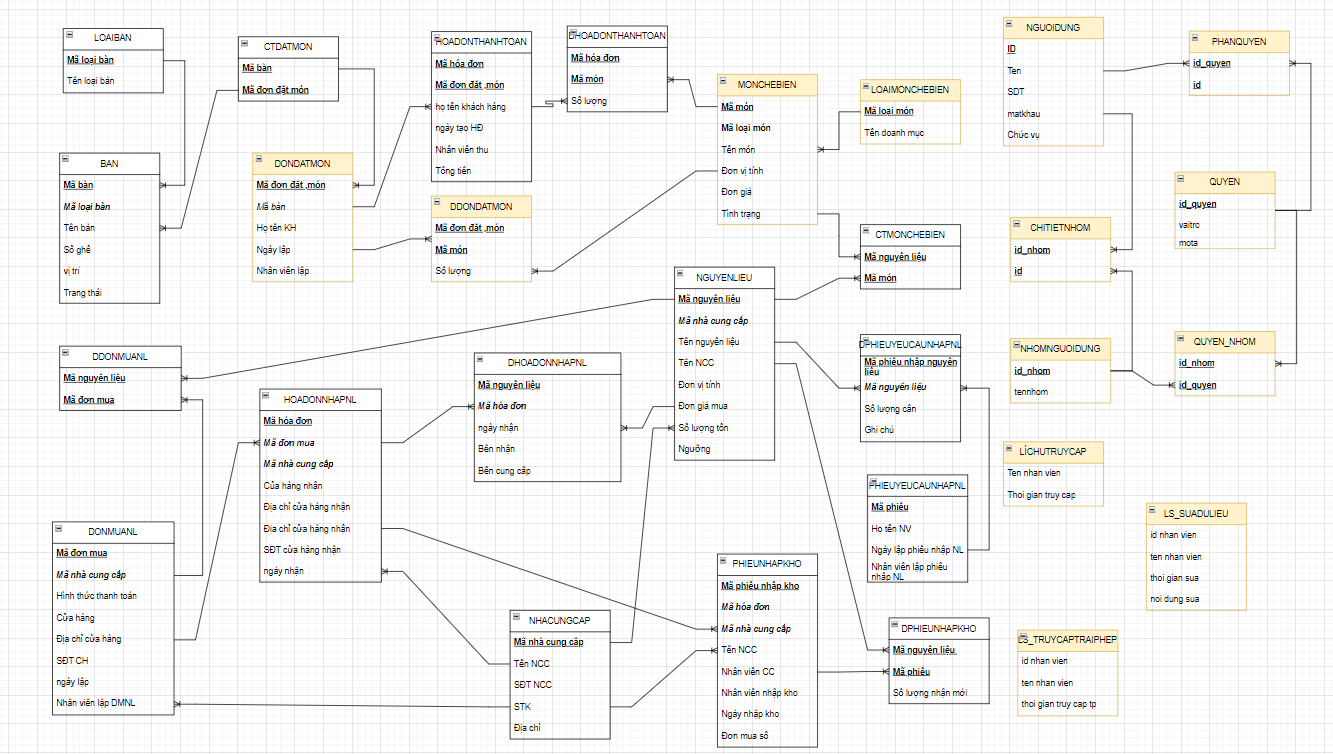 LOAIBAN
Mã loại bàn
Tên loại bàn
CTDATMON
Mã bàn
Mã đơn đặt món
HOADONTHANHTOAN
Mã hóa đơn
Mã đơn đặt ,món
họ tên khách hàng
ngày tạo HĐ
Nhân viên thu
Tổng tiền
DHOADONTHANHTOAN
Mã hóa đơn
Mã món
Số lượng
MONCHEBIEN
Mã món
Mã loại món
Tên món
Đơn vị tính
Đơn giá
Tình trạng
LOAIMONCHEBIEN
Mã loại món
Tên doanh mục
NGUOIDUNG
ID
Ten
SDT
matkhau
Chức vụ
PHANQUYEN
id_quyen
id
BAN
Mã bàn
Mã loại bàn
Tên bàn
Số ghế
vị trí
Trạng thái
DONDATMON
Mã đơn đặt ,món
Mã bàn
Họ tên KH
Ngày lập
Nhân viên lập
DDONDATMON
Mã đơn đặt ,món
Mã món
Số lượng
QUYEN
id_quyen
vaitro
mota
CHITIETNHOM
id_nhom
id
CTMONCHEBIEN
Mã nguyên liệu
Mã món
NGUYENLIEU
Mã nguyên liệu
Mã nhà cung cấp
Tên nguyên liệu
Tên NCC
Đơn vị tính
Đơn giá mua
Số lượng tồn
Ngưỡng
DPHIEUYEUCAUNHAPNL
Mã phiếu nhập nguyên
liệu
Mã nguyên liệu
Số lượng cần
Ghi chú
NHOMNGUOIDUNG
id_nhom
tennhom
QUYEN_NHOM
id_nhom
id_quyen
DDONMUANL
Mã nguyên liệu
Mã đơn mua
HOADONNHAPNL
Mã hóa đơn
Mã đơn mua
Mã nhà cung cấp
Của hàng nhận
Địa chỉ cửa hàng nhận
Địa chỉ cửa hàng nhận
SĐT cửa hàng nhận
ngày nhận
DHOADONNHAPNL
Mã nguyên liệu
Mã hóa đơn
ngày nhận
Bên nhận
Bên cung cấp
LỊCHUTRUYCAP
Ten nhan vien
Thoi gian truy cap
PHIEUYEUCAUNHAPNL
Mã phiếu
Họ tên NV
Ngày lập phiếu nhập NL
Nhân viên lập phiếu
nhập NL
LS_SUADULIEU
id nhan vien
ten nhan vien
thoi gian sua
noi dung sua
DONMUANL
Mã đơn mua
Mã nhà cung cấp
Hình thức thanh toán
Cửa hàng
Địa chỉ cửa hàng
SĐT CH
ngày lập
Nhân viên lập DMNL
NHACUNGCAP
Mã nhà cung cấp
Tên NCC
SĐT NCC
STK
Địa chỉ
PHIEUNHAPKHO
Mã phiếu nhập kho
Mã hóa đơn
Mã nhà cung cấp
Tên NCC
Nhân viên CC
Nhân viên nhập kho
Ngày nhập kho
Đơn mua số
DPHIEUNHAPKHO
Mã nguyên liệu
Mã phiếu
Số lượng nhận mới
LS_TRUYCAPTRAIPHEP
id nhan vien
ten nhan vien
thoi gian truy cap tp